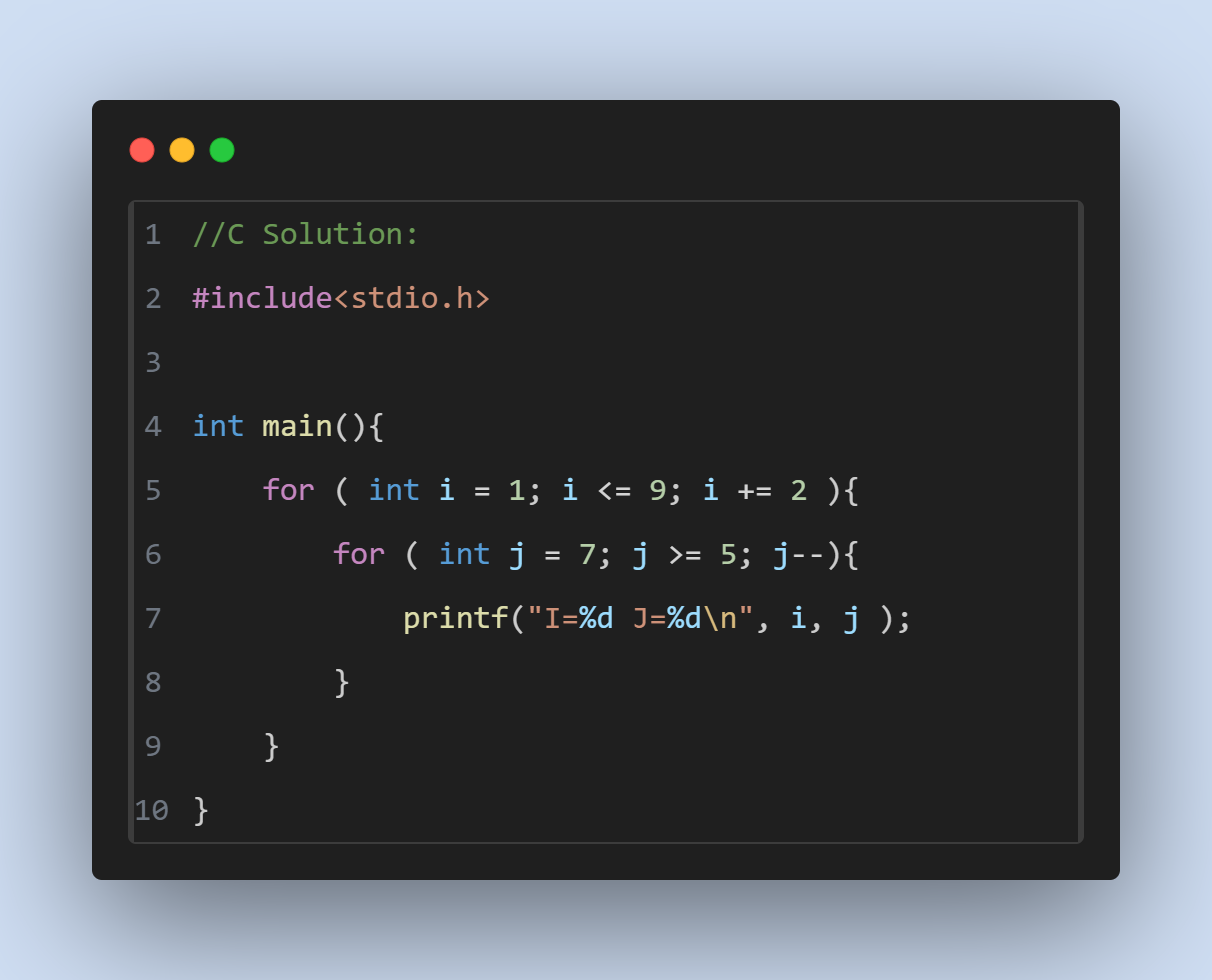 1 //C Solution:
2 #include<stdio.h>
3
4 int main(){
5     for ( int i = 1; i <= 9; i += 2 ){
6         for ( int j = 7; j >= 5; j--){
7             printf("I=%d J=%d\n", i, j );
8         }
9     }
10 }